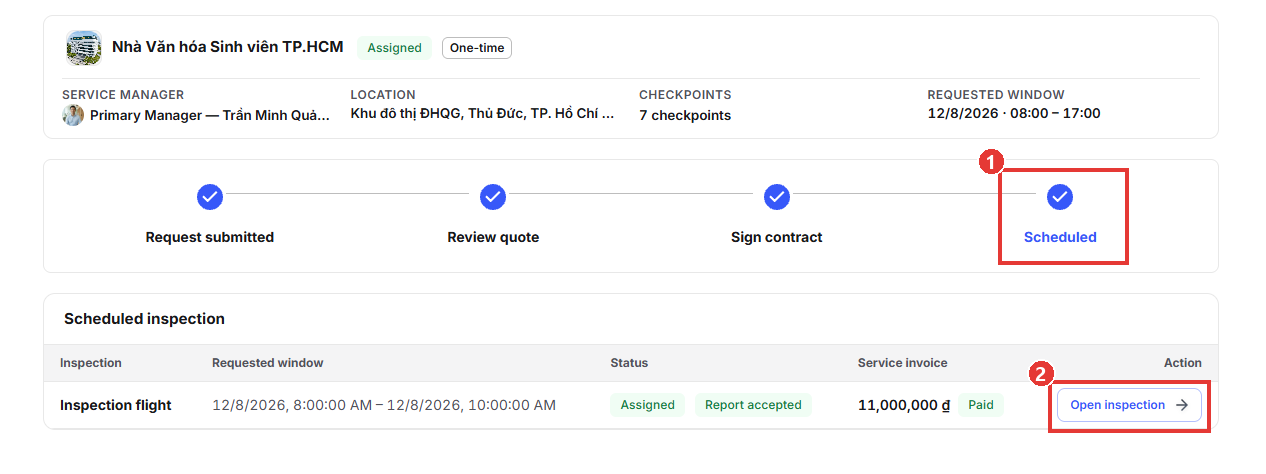 Nhà Văn hóa Sinh viên TP.HCM Assigned One-time
SERVICE MANAGER LOCATION CHECKPOINTS REQUESTED WINDOW
Primary Manager — Trần Minh Quả... Khu đô thị ĐHQG, Thủ Đức, TP. Hồ Chí ... 7 checkpoints 12/8/2026 · 08:00 – 17:00
1
Request submitted Review quote Sign contract Scheduled
Scheduled inspection
Inspection Requested window Status Service invoice Action
2
Inspection flight 12/8/2026, 8:00:00 AM – 12/8/2026, 10:00:00 AM Assigned Report accepted 11,000,000 ₫ Paid Open inspection →